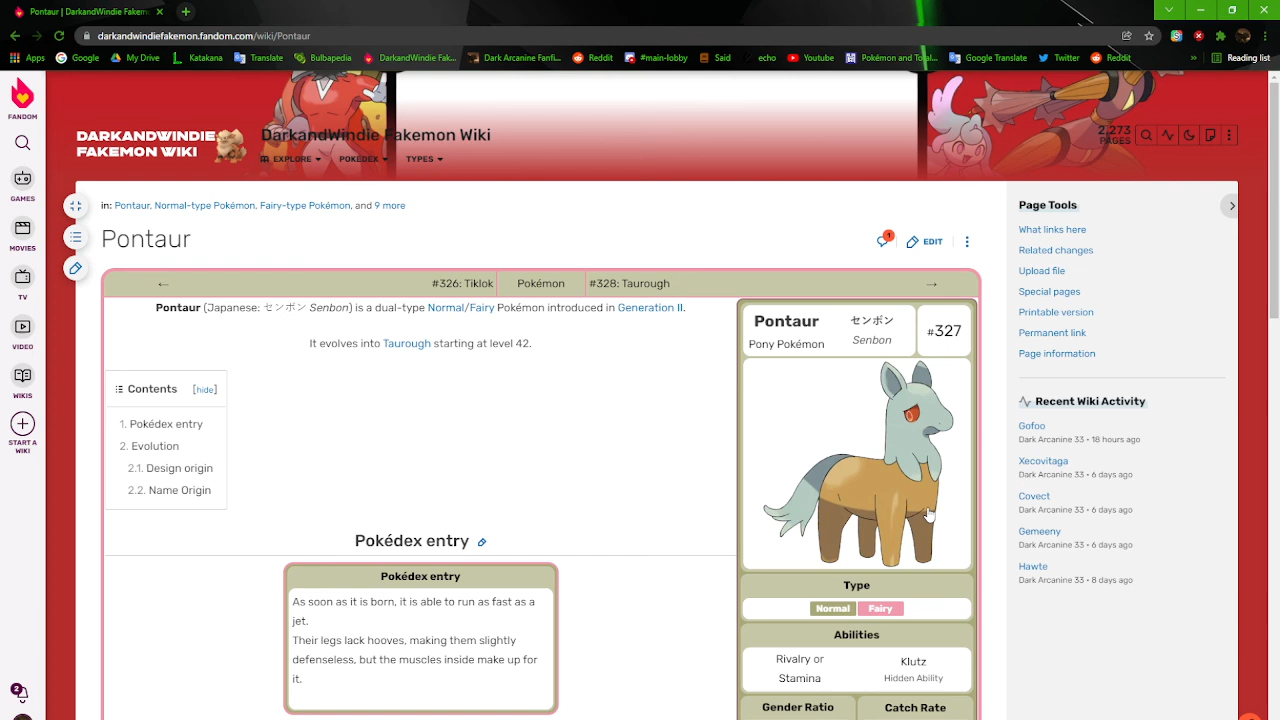 Pontaur | DarkandWindie Fakem
darkandwindiefakemon.fandom.com/wiki/Pontaur
Apps Google My Drive Katakana Translate Bulbapedia DarkandWindie Fak... Dark Arcanine Fanfi... Reddit #main-lobby Said echo YouTube Pokémon and Total... Google Translate Twitter Reddit » Reading list
FANDOM
GAMES
MOVIES
TV
VIDEO
WIKIS
START A
WIKI
2
DARKANDWINDIE
FAKEMON WIKI
DarkandWindie Fakemon Wiki
EXPLORE POKÉDEX TYPES
2,273
PAGES
in: Pontaur, Normal-type Pokémon, Fairy-type Pokémon, and 9 more
Pontaur
1
EDIT
← #326: Tiklok Pokémon #328: Taurough →
Pontaur (Japanese: センボン Senbon) is a dual-type Normal/Fairy Pokémon introduced in Generation II.
It evolves into Taurough starting at level 42.
Contents [hide]
1. Pokédex entry
2. Evolution
2.1. Design origin
2.2. Name Origin
Pokédex entry
Pokédex entry
As soon as it is born, it is able to run as fast as a
jet.
Their legs lack hooves, making them slightly
defenseless, but the muscles inside make up for
it.
Pontaur センボン #327
Pony Pokémon Senbon
Type
Normal Fairy
Abilities
Rivalry or
Stamina
Klutz
Hidden Ability
Gender Ratio Catch Rate
Page Tools
What links here
Related changes
Upload file
Special pages
Printable version
Permanent link
Page information
Recent Wiki Activity
Gofoo
Dark Arcanine 33 • 18 hours ago
Xecovitaga
Dark Arcanine 33 • 6 days ago
Covect
Dark Arcanine 33 • 6 days ago
Gemeeny
Dark Arcanine 33 • 6 days ago
Hawte
Dark Arcanine 33 • 8 days ago